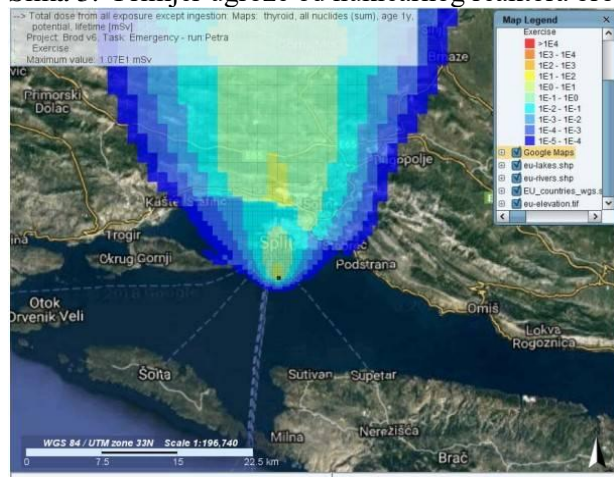 --> Total dose from all exposure except ingestion: Maps: thyroid, all nuclides (sum), age 1y,
potential, lifetime [mSv]
Project, Brod v6, Task: Emergency - run Petra
Exercise
Maximum value: 1.07E1 mSv
Map Legend
Exercise
>1E4
1E3 - 1E4
1E2 - 1E3
1E1 - 1E2
1E0 - 1E1
1E-1 - 1E0
1E-2 - 1E-1
1E-3 - 1E-2
1E-4 - 1E-3
1E-5 - 1E-4
Google Maps
eu-lakes.shp
eu-rivers.shp
EU_countries_wgs.s
eu-elevation.tif
Primorski
Dolac
Trogir
Split
Okrug Gornji
Podstrana
Otok
Drvenik Veli
Omiš
Lokva
Rogoznica
Šolta
Sutivan
Supetar
Milna
Nerežišća
Brač
WGS 84 / UTM zone 33N Scale 1:196,740
0
7.5
15
22.5 km